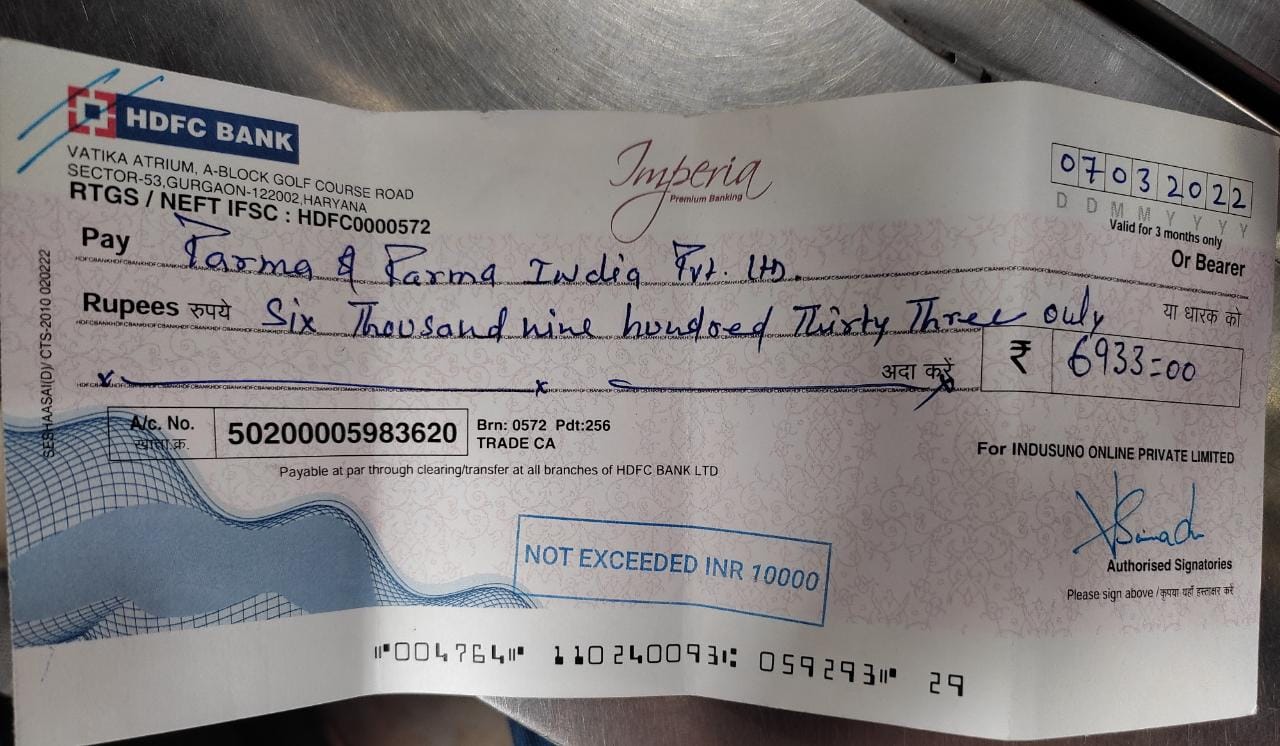 HDFC BANK
VATIKA ATRIUM, A-BLOCK GOLF COURSE ROAD
SECTOR-53,GURGAON-122002,HARYANA
RTGS / NEFT IFSC : HDFC0000572
Imperia
Premium Banking
07032022
D D M M Y Y Y Y
Valid for 3 months only
Pay Parma & Parma India Pvt. Ltd.
Or Bearer
Rupees रुपये Six Thousand nine hundred Thirty Three only या धारक को
अदा करें ₹ 6933=00
A/c. No.
खाता क्र.
50200005983620
Brn: 0572 Pdt:256
TRADE CA
Payable at par through clearing/transfer at all branches of HDFC BANK LTD
For INDUSUNO ONLINE PRIVATE LIMITED
NOT EXCEEDED INR 10000
Authorised Signatories
Please sign above / कृपया यहाँ हस्ताक्षर करें
SESHAASAI(D)/ CTS-2010 020222
⑈004764⑈ 110240093⑆ 059293⑈ 29